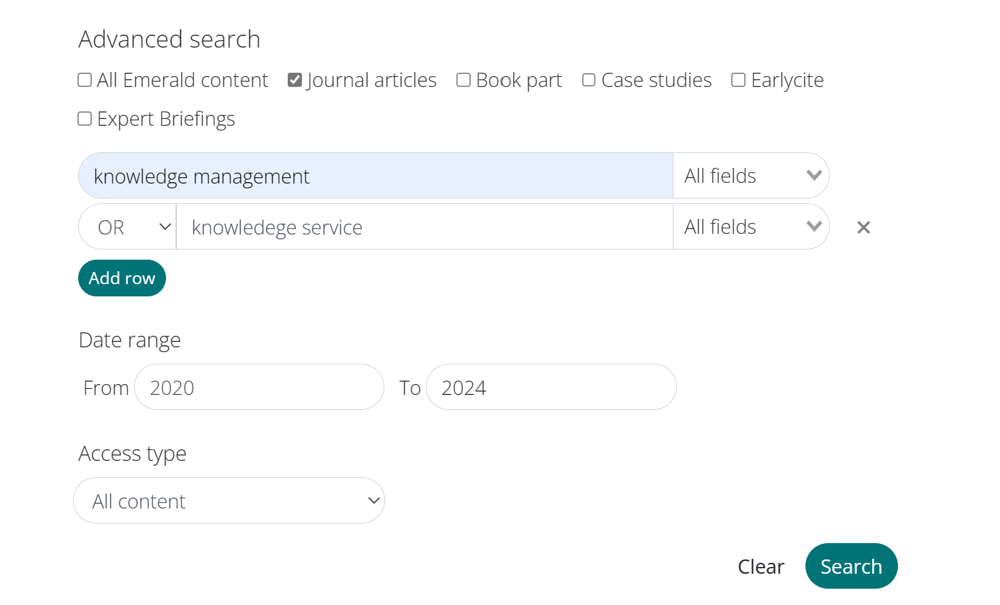 Advanced search
All Emerald content Journal articles Book part Case studies Earlycite
Expert Briefings
knowledge management All fields
OR knowledege service All fields
Add row
Date range
From 2020 To 2024
Access type
All content
Clear Search